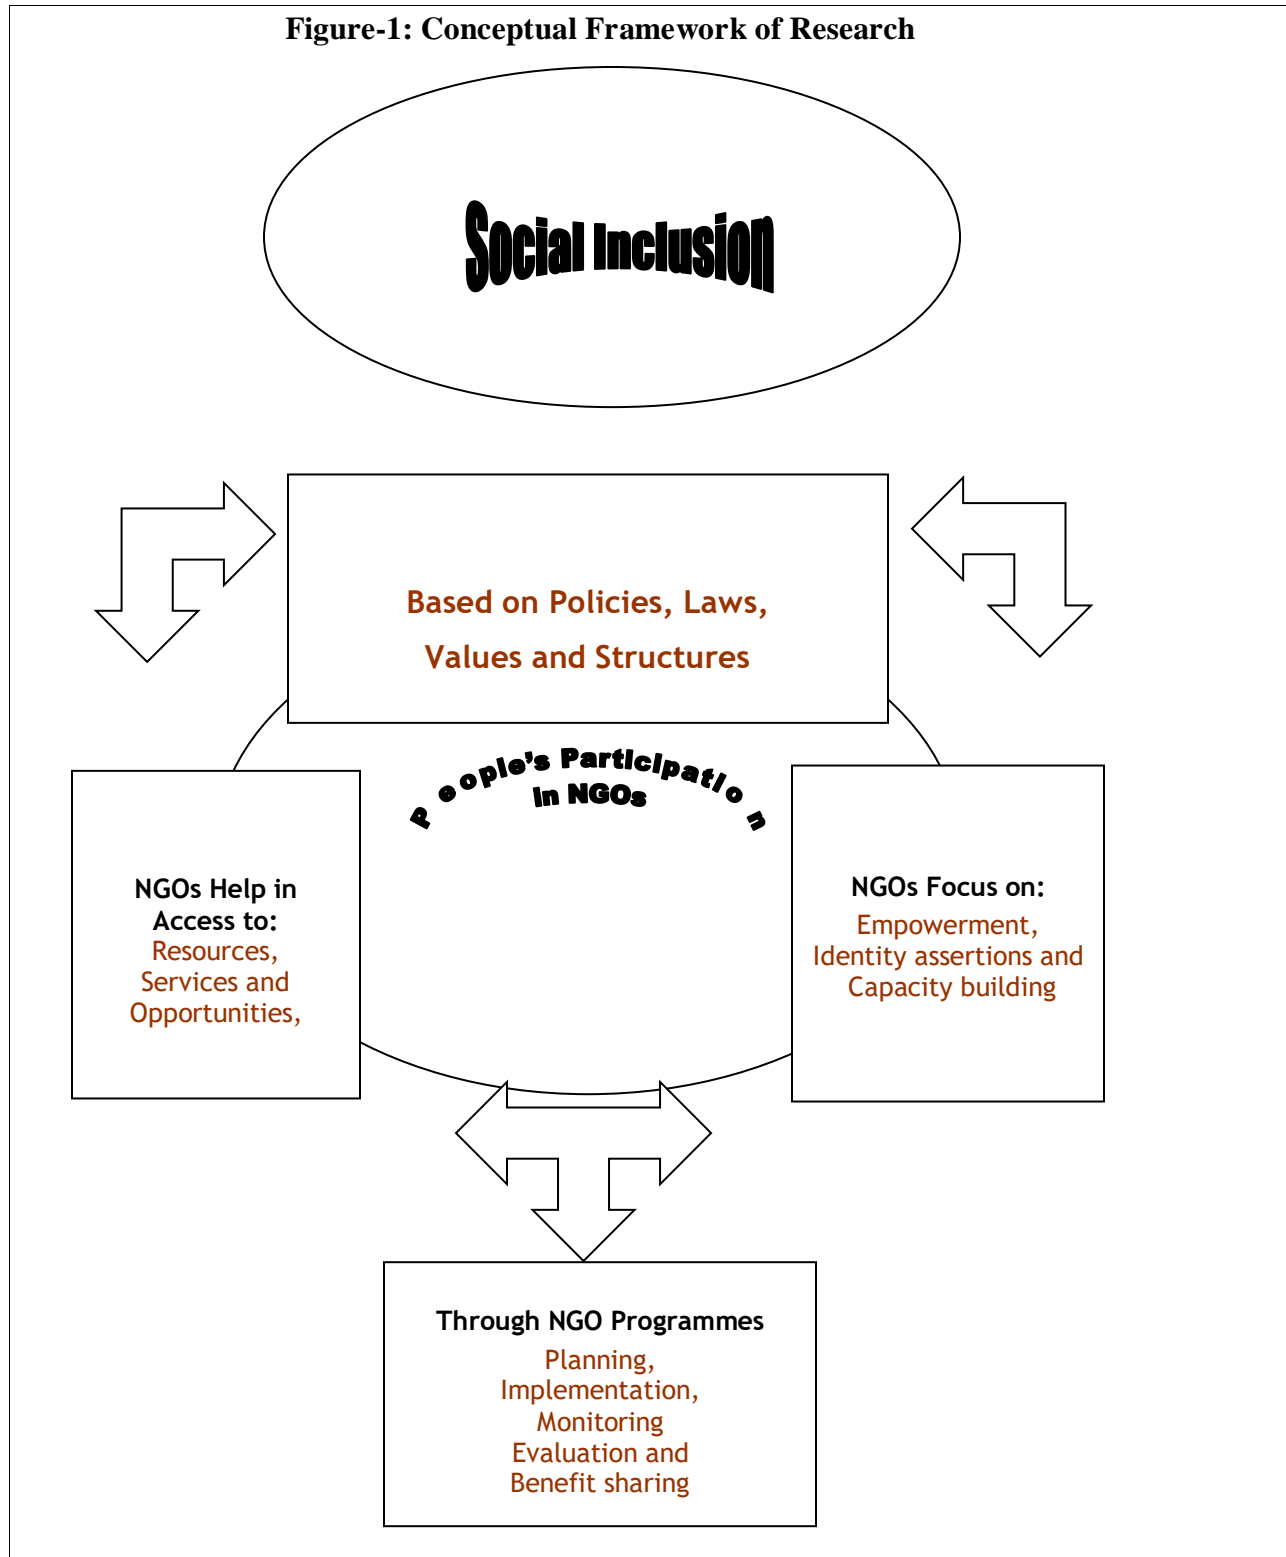 Figure-1: Conceptual Framework of Research
Social Inclusion
Based on Policies, Laws,
Values and Structures
People's Participation
in NGOs
NGOs Help in
Access to:
Resources,
Services and
Opportunities,
NGOs Focus on:
Empowerment,
Identity assertions and
Capacity building
Through NGO Programmes
Planning,
Implementation,
Monitoring
Evaluation and
Benefit sharing